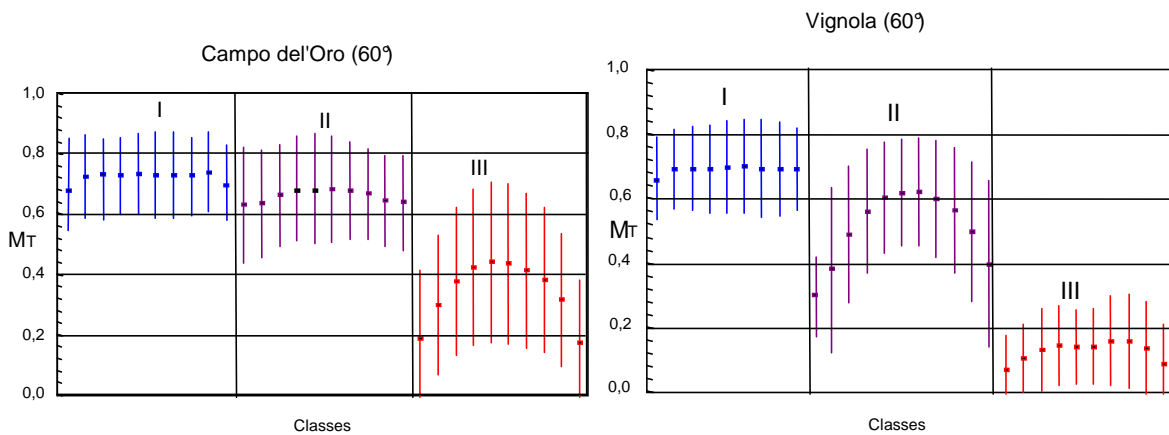 Campo del'Oro (60°)
1,0
0,8
0,6
MT
0,4
0,2
0,0
I
II
III
Classes
Vignola (60°)
1,0
0,8
0,6
MT
0,4
0,2
0,0
I
II
III
Classes